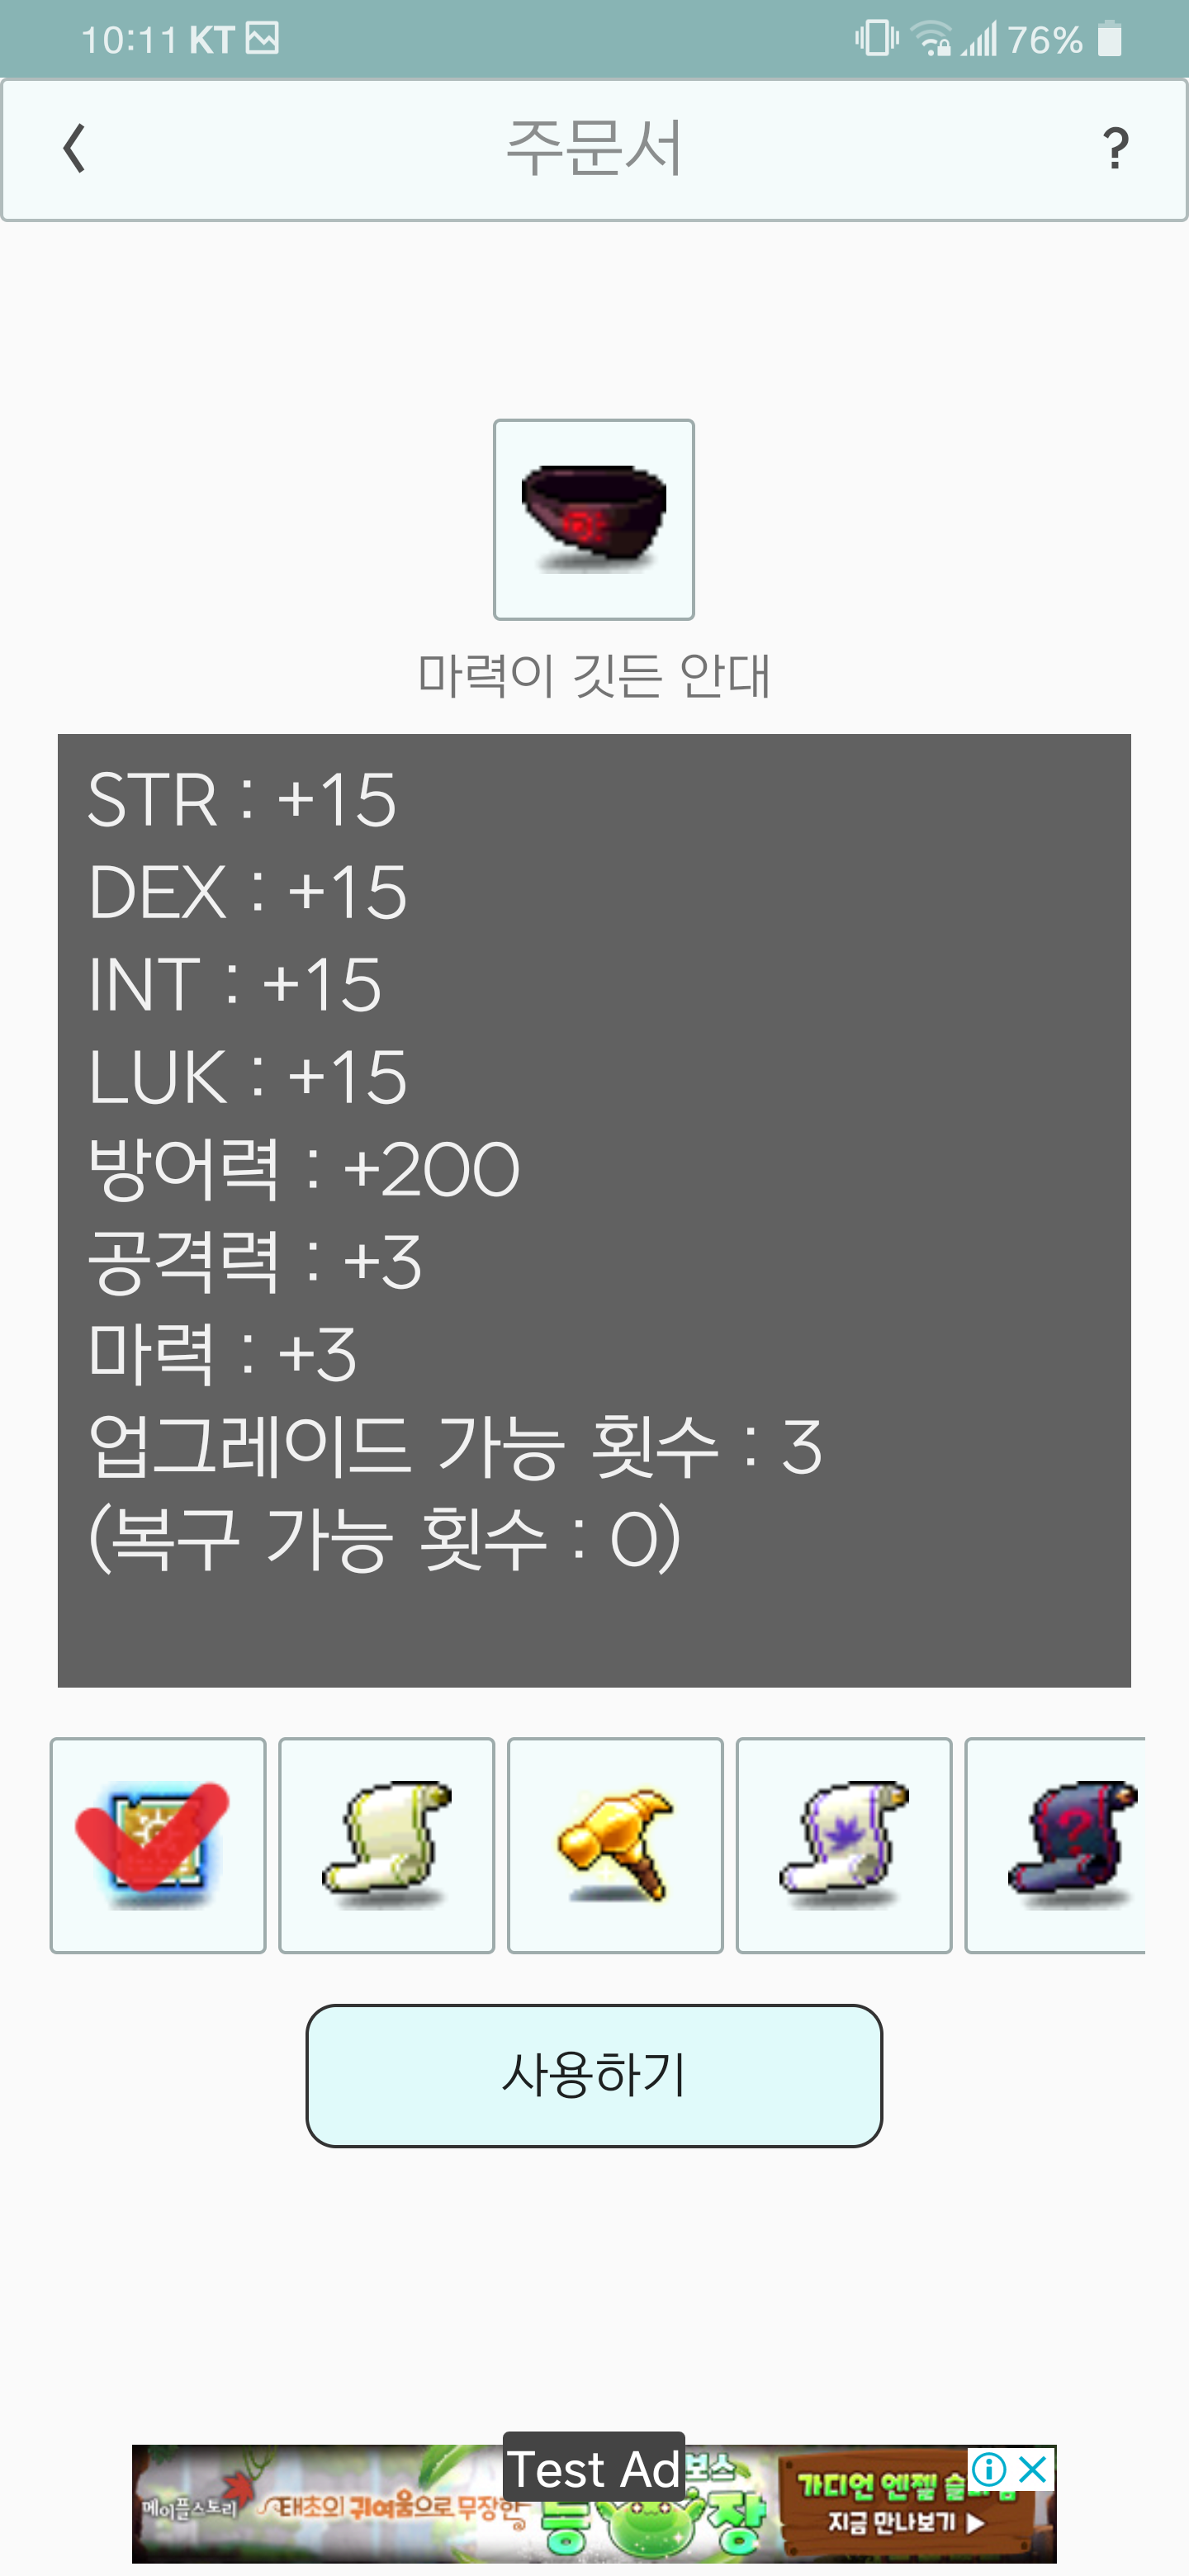 10:11 KT 76%
주문서 ?
마력이 깃든 안대
STR : +15
DEX : +15
INT : +15
LUK : +15
방어력 : +200
공격력 : +3
마력 : +3
업그레이드 가능 횟수 : 3
(복구 가능 횟수 : 0)
사용하기
Test Ad
메이플스토리
태초의 귀여움으로 무장한
보스
등장
가디언 엔젤
지금 만나보기